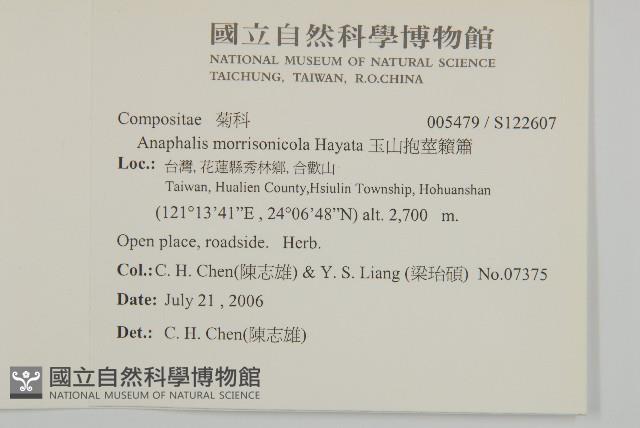 國立自然科學博物館
NATIONAL MUSEUM OF NATURAL SCIENCE
TAICHUNG, TAIWAN, R.O.CHINA
Compositae 菊科 005479 / S122607
Anaphalis morrisonicola Hayata 玉山抱莖籟簫
Loc.: 台灣, 花蓮縣秀林鄉, 合歡山
Taiwan, Hualien County,Hsiulin Township, Hohuanshan
(121°13'41”E , 24°06'48”N) alt. 2,700 m.
Open place, roadside. Herb.
Col.: C. H. Chen(陳志雄) & Y. S. Liang (梁珆碩) No.07375
Date: July 21 , 2006
Det.: C. H. Chen(陳志雄)
國立自然科學博物館
NATIONAL MUSEUM OF NATURAL SCIENCE